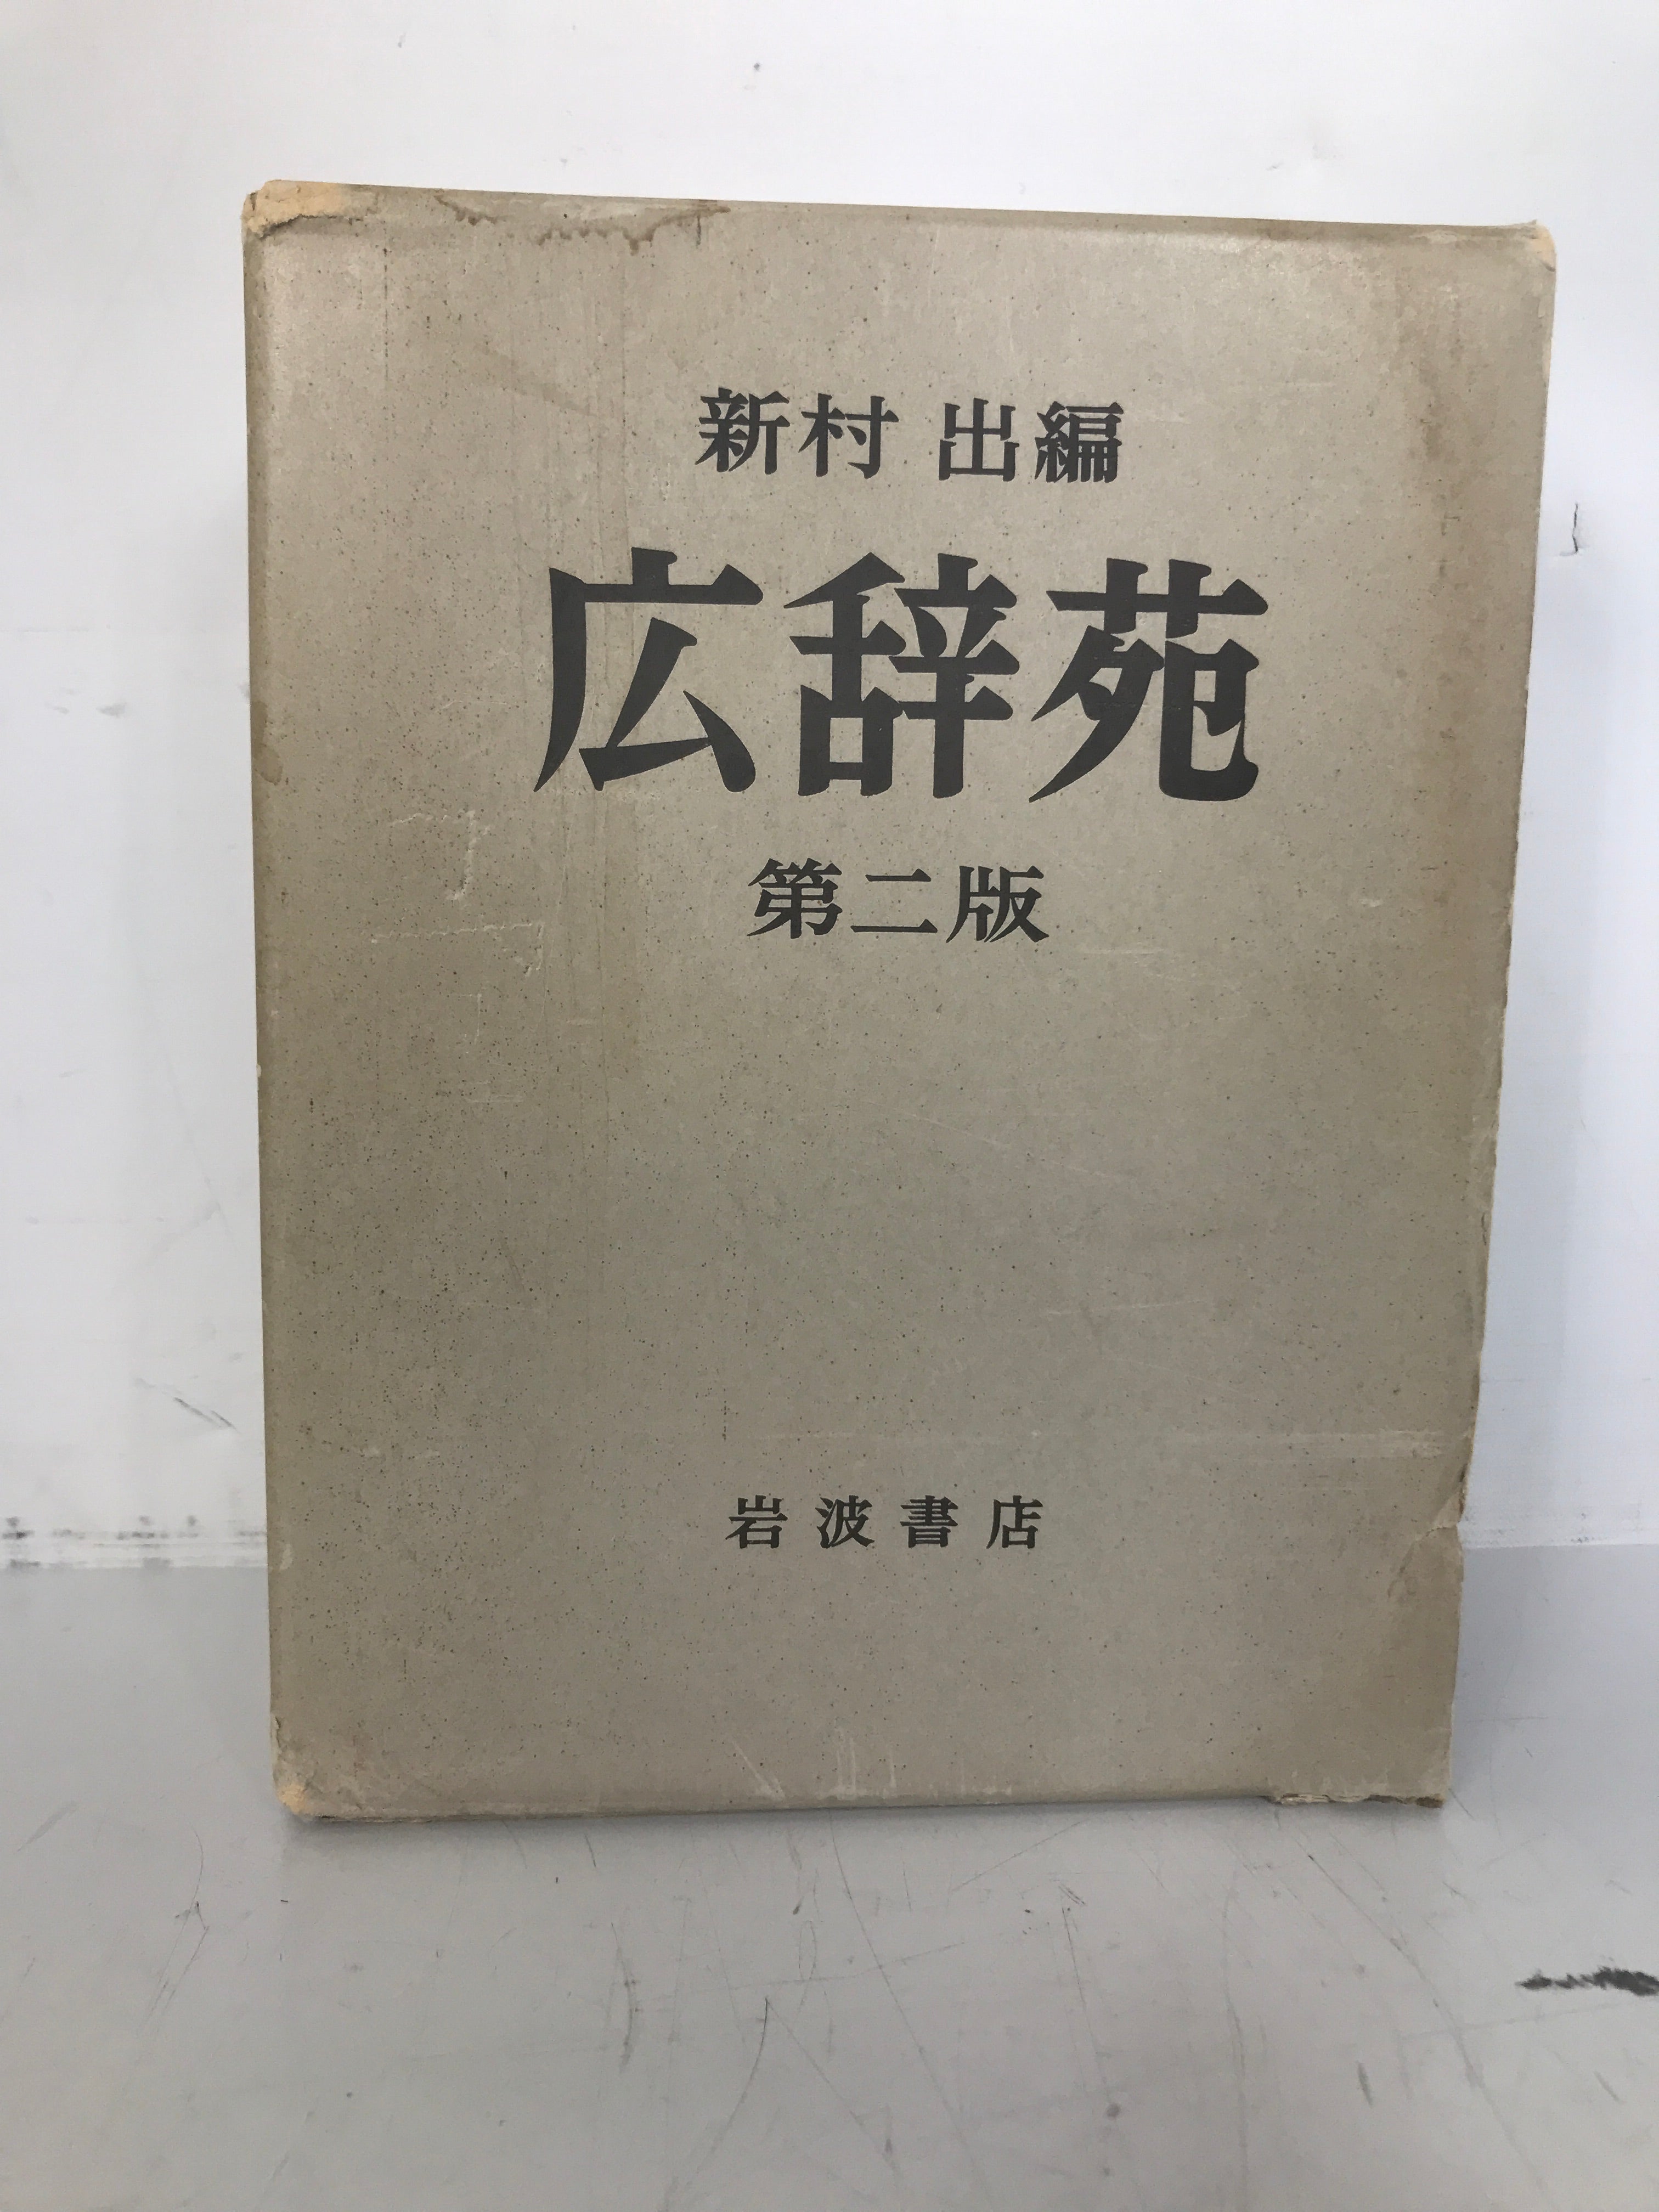 新村 出編
広辞苑
第二版
岩波書店